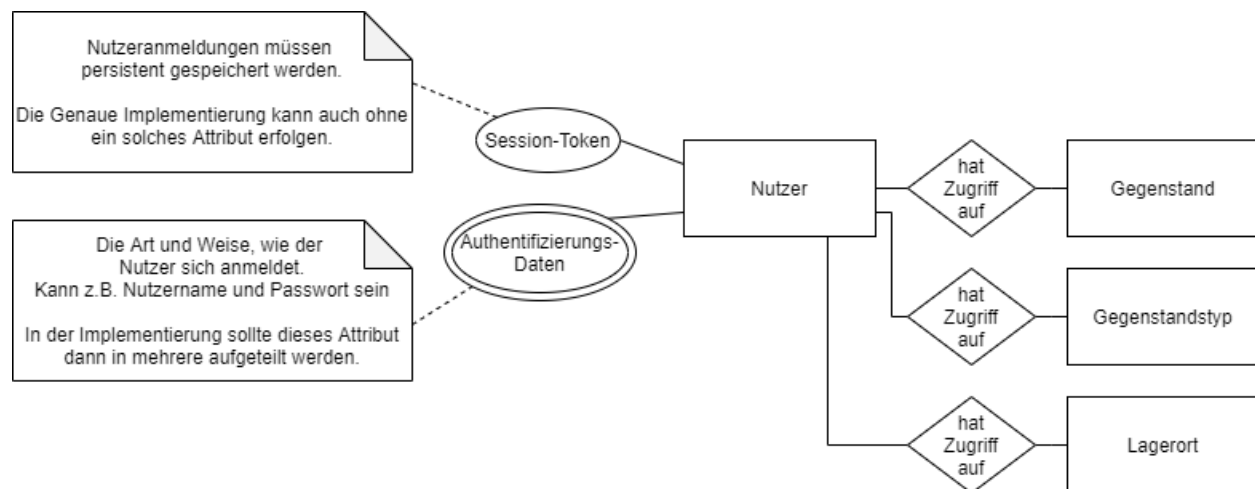 Nutzeranmeldungen müssen
persistent gespeichert werden.
Die Genaue Implementierung kann auch ohne
ein solches Attribut erfolgen.
Session-Token
Nutzer
hat
Zugriff
auf
Gegenstand
Die Art und Weise, wie der
Nutzer sich anmeldet.
Kann z.B. Nutzername und Passwort sein
In der Implementierung sollte dieses Attribut
dann in mehrere aufgeteilt werden.
Authentifizierungs-
Daten
hat
Zugriff
auf
Gegenstandstyp
hat
Zugriff
auf
Lagerort